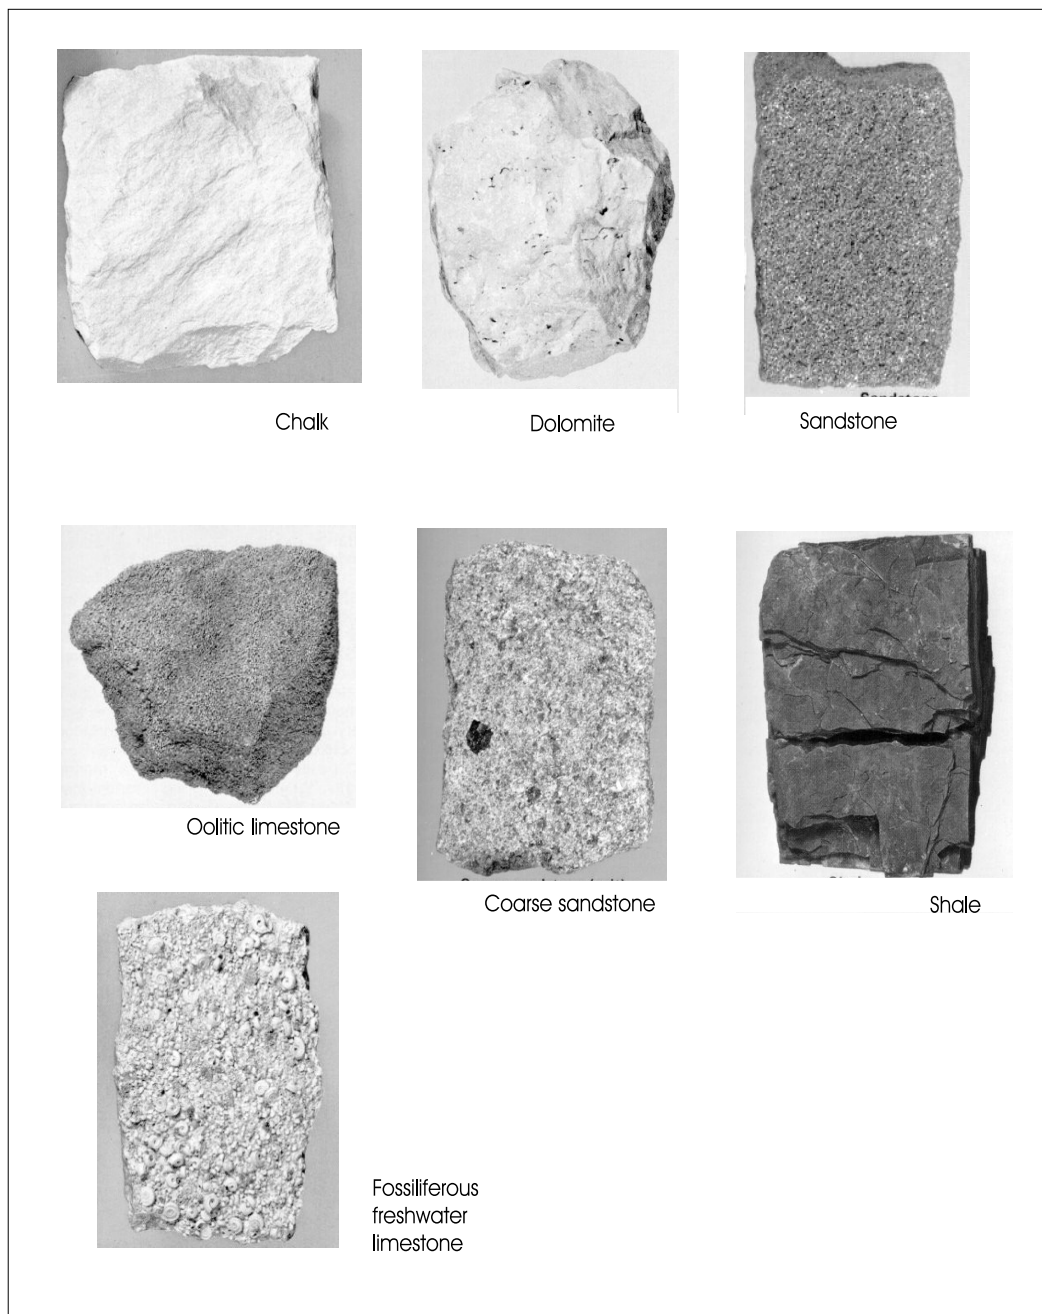 Chalk
Dolomite
Sandstone
Oolitic limestone
Coarse sandstone
Shale
Fossiliferous
freshwater
limestone